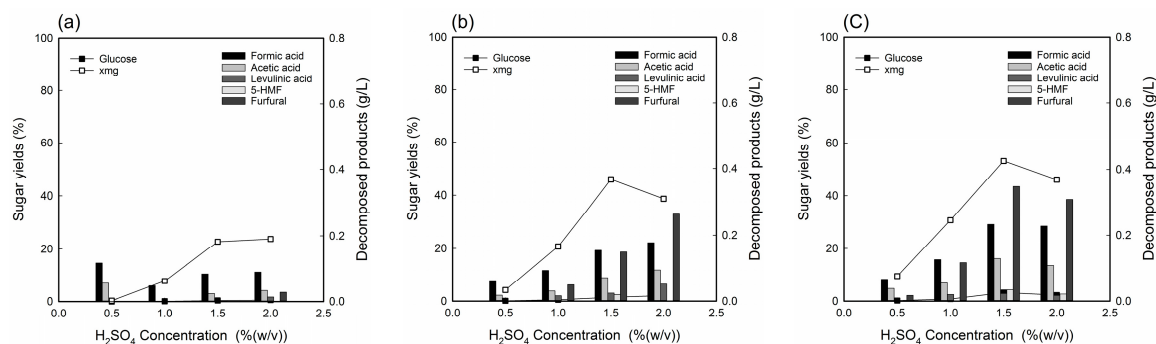 (a)
100
80
60
40
20
0
Sugar yields (%)
Glucose
xmg
Formic acid
Acetic acid
Levulinic acid
5-HMF
Furfural
0.8
0.6
0.4
0.2
0.0
Decomposed products (g/L)
0.0 0.5 1.0 1.5 2.0 2.5
H₂SO₄ Concentration (%(w/v))
(b)
100
80
60
40
20
0
Sugar yields (%)
Glucose
xmg
Formic acid
Acetic acid
Levulinic acid
5-HMF
Furfural
0.8
0.6
0.4
0.2
0.0
Decomposed products (g/L)
0.0 0.5 1.0 1.5 2.0 2.5
H₂SO₄ Concentration (%(w/v))
(C)
100
80
60
40
20
0
Sugar yields (%)
Glucose
xmg
Formic acid
Acetic acid
Levulinic acid
5-HMF
Furfural
0.8
0.6
0.4
0.2
0.0
Decomposed products (g/L)
0.0 0.5 1.0 1.5 2.0 2.5
H₂SO₄ Concentration (%(w/v))